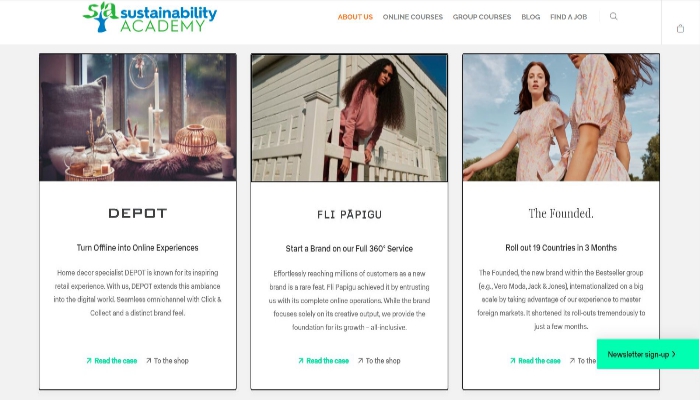 sta sustainability
ACADEMY
ABOUT US ONLINE COURSES GROUP COURSES BLOG FIND A JOB
DEPOT
Turn Offline into Online Experiences
Home decor specialist DEPOT is known for its inspiring
retail experience. With us, DEPOT extends this ambiance
into the digital world. Seamless omnichannel with Click &
Collect and a distinct brand feel.
Read the case To the shop
FLI PĀPIGU
Start a Brand on our Full 360° Service
Effortlessly reaching millions of customers as a new
brand is a rare feat. Fli Papigu achieved it by entrusting
us with its complete online operations. While the brand
focuses solely on its creative output, we provide the
foundation for its growth – all-inclusive.
Read the case To the shop
The Founded.
Roll out 19 Countries in 3 Months
The Founded, the new brand within the Bestseller group
(e.g., Vero Moda, Jack & Jones), internationalized on a big
scale by taking advantage of our experience to master
foreign markets. It shortened its roll-outs tremendously to
just a few months.
Read the case To the
Newsletter sign-up